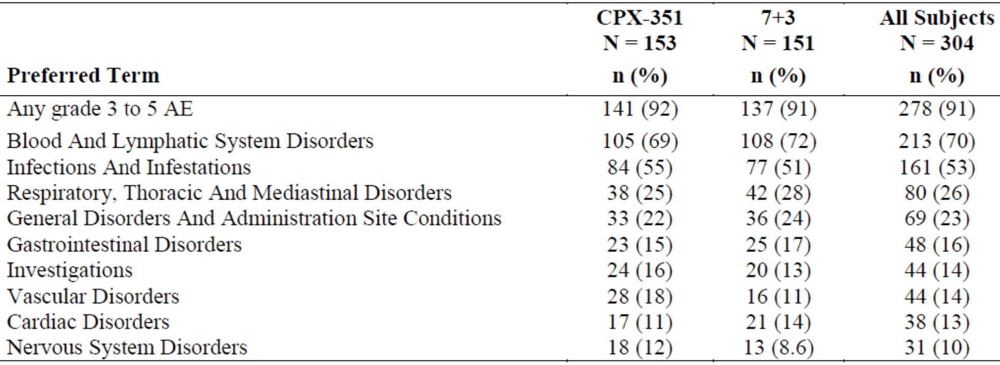 CPX-351 7+3 All Subjects
N = 153 N = 151 N = 304
Preferred Term n (%) n (%) n (%)
Any grade 3 to 5 AE 141 (92) 137 (91) 278 (91)
Blood And Lymphatic System Disorders 105 (69) 108 (72) 213 (70)
Infections And Infestations 84 (55) 77 (51) 161 (53)
Respiratory, Thoracic And Mediastinal Disorders 38 (25) 42 (28) 80 (26)
General Disorders And Administration Site Conditions 33 (22) 36 (24) 69 (23)
Gastrointestinal Disorders 23 (15) 25 (17) 48 (16)
Investigations 24 (16) 20 (13) 44 (14)
Vascular Disorders 28 (18) 16 (11) 44 (14)
Cardiac Disorders 17 (11) 21 (14) 38 (13)
Nervous System Disorders 18 (12) 13 (8.6) 31 (10)